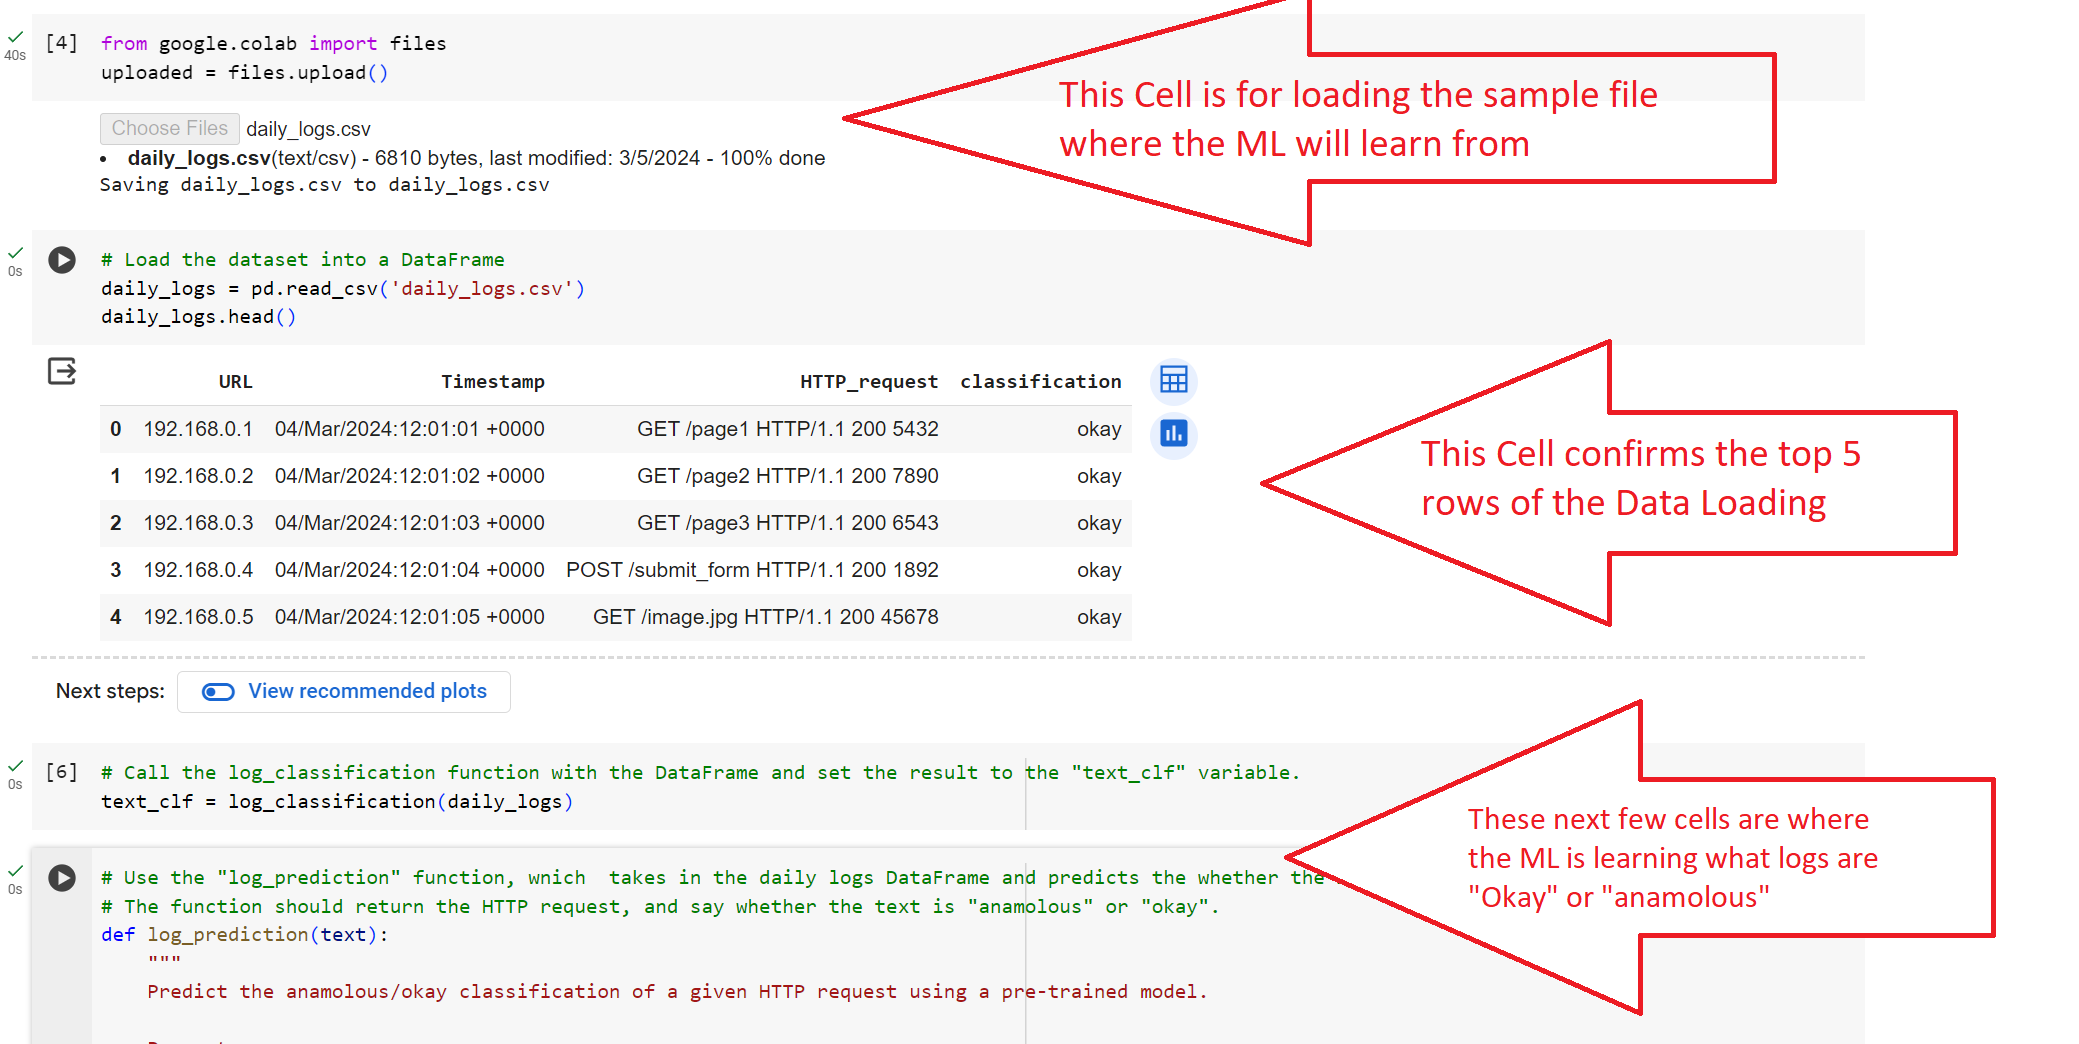 [4] from google.colab import files
40s
uploaded = files.upload()
This Cell is for loading the sample file
where the ML will learn from
Choose Files daily_logs.csv
• daily_logs.csv(text/csv) - 6810 bytes, last modified: 3/5/2024 - 100% done
Saving daily_logs.csv to daily_logs.csv
# Load the dataset into a DataFrame
0s
daily_logs = pd.read_csv('daily_logs.csv')
daily_logs.head()
URL Timestamp HTTP_request classification
0 192.168.0.1 04/Mar/2024:12:01:01 +0000 GET /page1 HTTP/1.1 200 5432 okay
1 192.168.0.2 04/Mar/2024:12:01:02 +0000 GET /page2 HTTP/1.1 200 7890 okay
2 192.168.0.3 04/Mar/2024:12:01:03 +0000 GET /page3 HTTP/1.1 200 6543 okay
3 192.168.0.4 04/Mar/2024:12:01:04 +0000 POST /submit_form HTTP/1.1 200 1892 okay
4 192.168.0.5 04/Mar/2024:12:01:05 +0000 GET /image.jpg HTTP/1.1 200 45678 okay
This Cell confirms the top 5
rows of the Data Loading
Next steps: View recommended plots
[6] # Call the log_classification function with the DataFrame and set the result to the "text_clf" variable.
0s
text_clf = log_classification(daily_logs)
These next few cells are where
the ML is learning what logs are
"Okay" or "anamolous"
# Use the "log_prediction" function, wnich  takes in the daily logs DataFrame and predicts the whether the
0s
# The function should return the HTTP request, and say whether the text is "anamolous" or "okay".
def log_prediction(text):
"""
Predict the anamolous/okay classification of a given HTTP request using a pre-trained model.